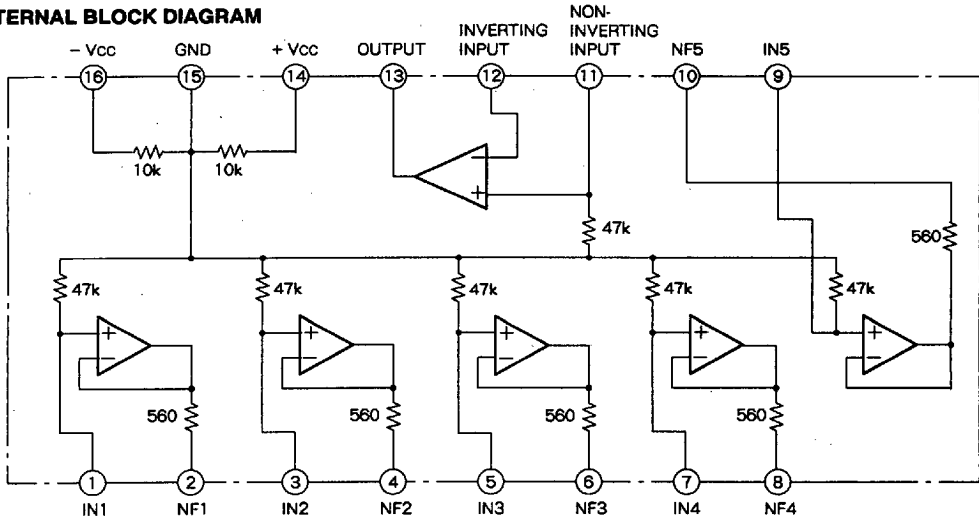 TERNAL BLOCK DIAGRAM
– Vcc
GND
+ Vcc
OUTPUT
INVERTING
INPUT
NON-
INVERTING
INPUT
NF5
IN5
16
15
14
13
12
11
10
9
10k
10k
–
+
47k
560
47k
47k
47k
47k
47k
+
–
+
–
+
–
+
–
+
–
560
560
560
560
1
2
3
4
5
6
7
8
IN1
NF1
IN2
NF2
IN3
NF3
IN4
NF4